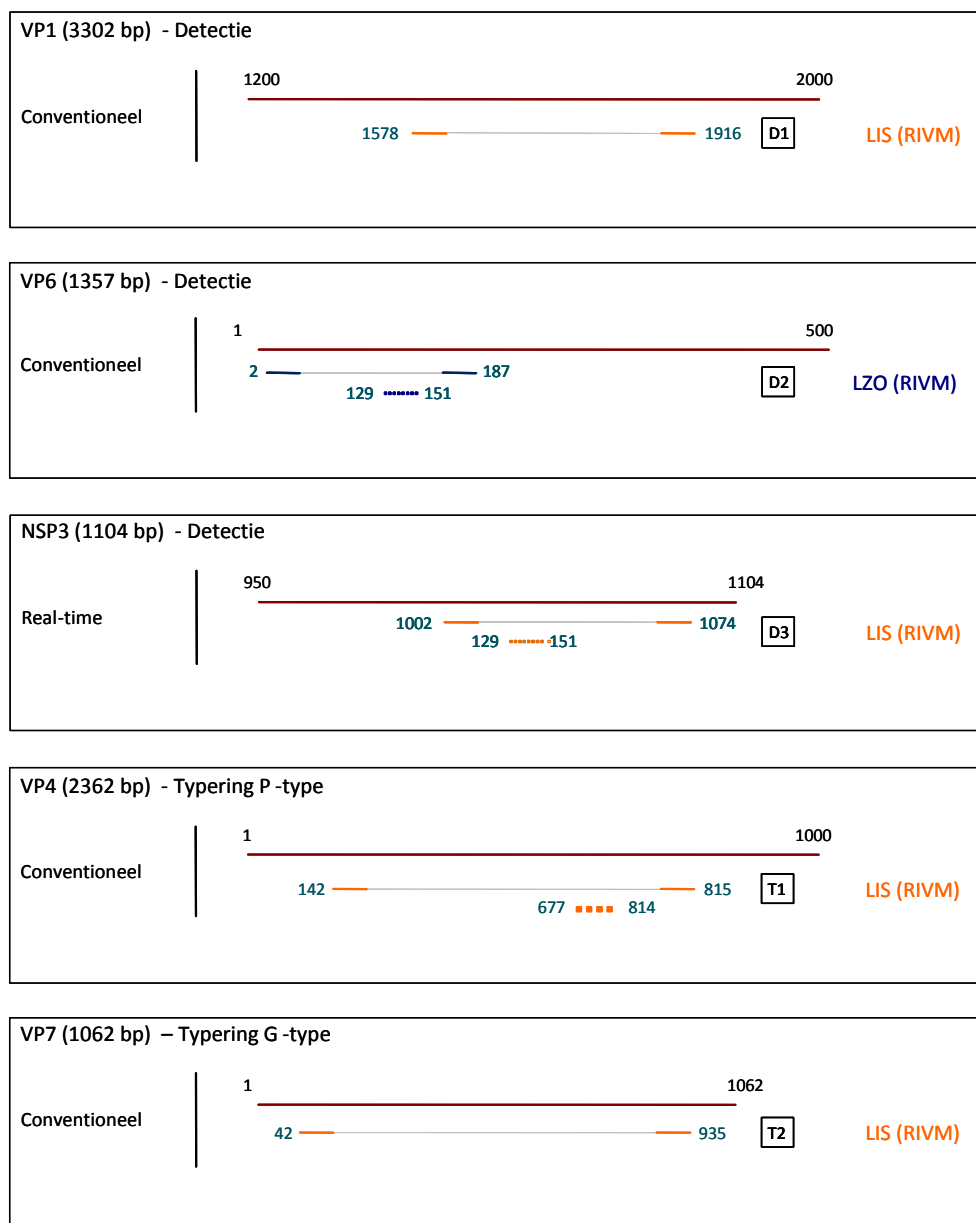 VP1 (3302 bp) - Detectie
1200 2000
Conventioneel
1578 1916 D1 LIS (RIVM)
VP6 (1357 bp) - Detectie
1 500
Conventioneel
2 187 D2 LZO (RIVM)
129 151
NSP3 (1104 bp) - Detectie
950 1104
Real-time
1002 1074 D3 LIS (RIVM)
129 151
VP4 (2362 bp) - Typering P -type
1 1000
Conventioneel
142 815 T1 LIS (RIVM)
677 814
VP7 (1062 bp) – Typering G -type
1 1062
Conventioneel
42 935 T2 LIS (RIVM)